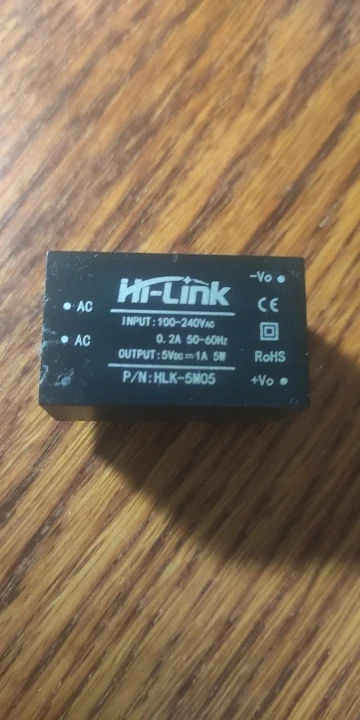 Hi-Link
-Vo
AC
INPUT:100-240VAC
CE
AC
0.2A 50-60Hz
OUTPUT:5VDC⎓1A 5W
RoHS
P/N:HLK-5M05
+Vo